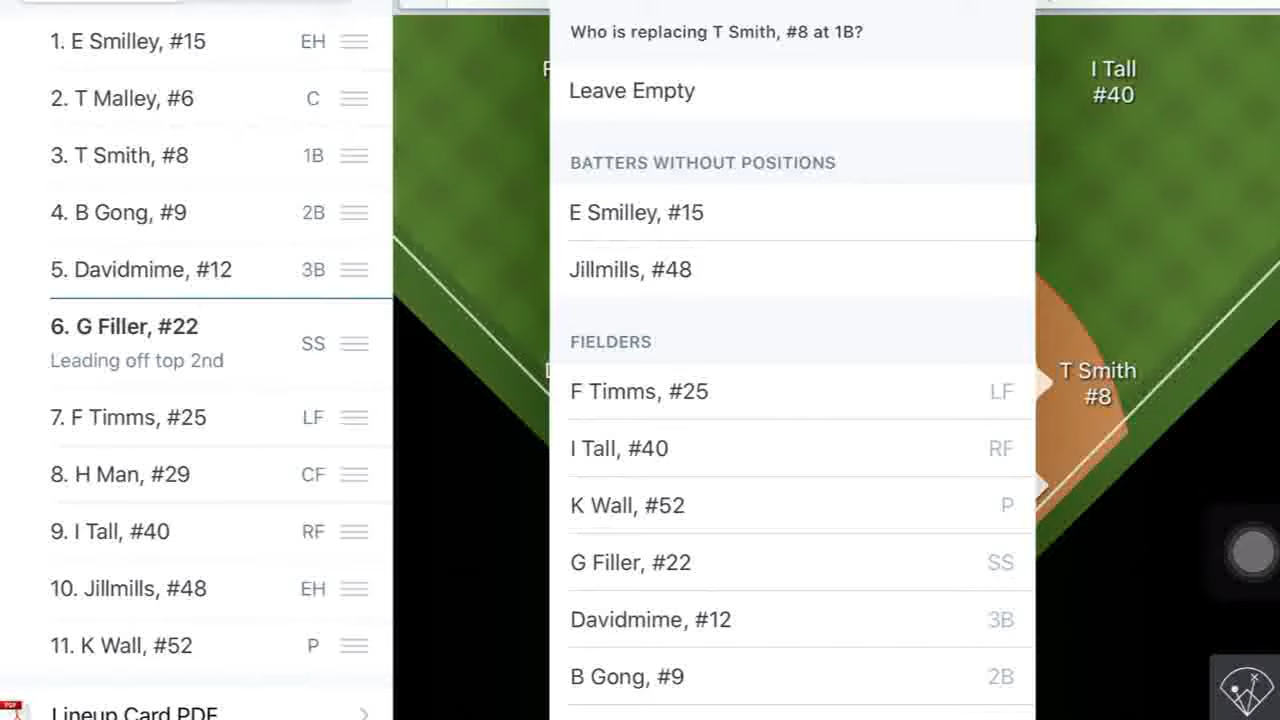 1. E Smilley, #15 EH
2. T Malley, #6 C
3. T Smith, #8 1B
4. B Gong, #9 2B
5. Davidmime, #12 3B
6. G Filler, #22 SS
Leading off top 2nd
7. F Timms, #25 LF
8. H Man, #29 CF
9. I Tall, #40 RF
10. Jillmills, #48 EH
11. K Wall, #52 P
Lineup Card PDF
Who is replacing T Smith, #8 at 1B?
Leave Empty
BATTERS WITHOUT POSITIONS
E Smilley, #15
Jillmills, #48
FIELDERS
F Timms, #25 LF
I Tall, #40 RF
K Wall, #52 P
G Filler, #22 SS
Davidmime, #12 3B
B Gong, #9 2B
I Tall
#40
T Smith
#8